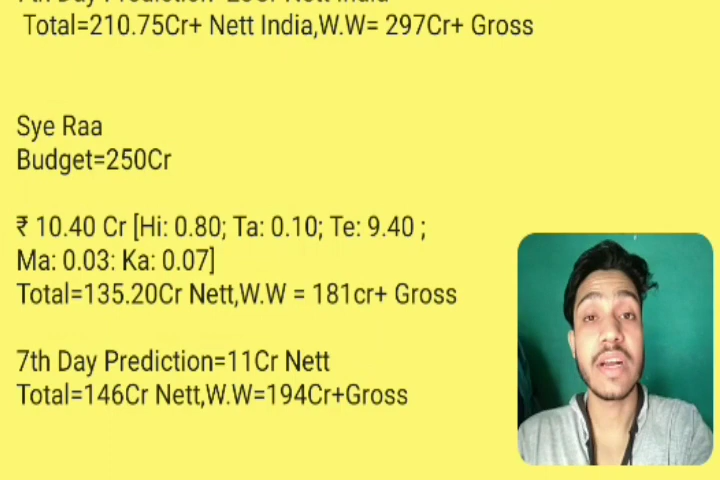 Total=210.75Cr+ Nett India,W.W= 297Cr+ Gross
Sye Raa
Budget=250Cr
₹ 10.40 Cr [Hi: 0.80; Ta: 0.10; Te: 9.40 ;
Ma: 0.03: Ka: 0.07]
Total=135.20Cr Nett,W.W = 181cr+ Gross
7th Day Prediction=11Cr Nett
Total=146Cr Nett,W.W=194Cr+Gross